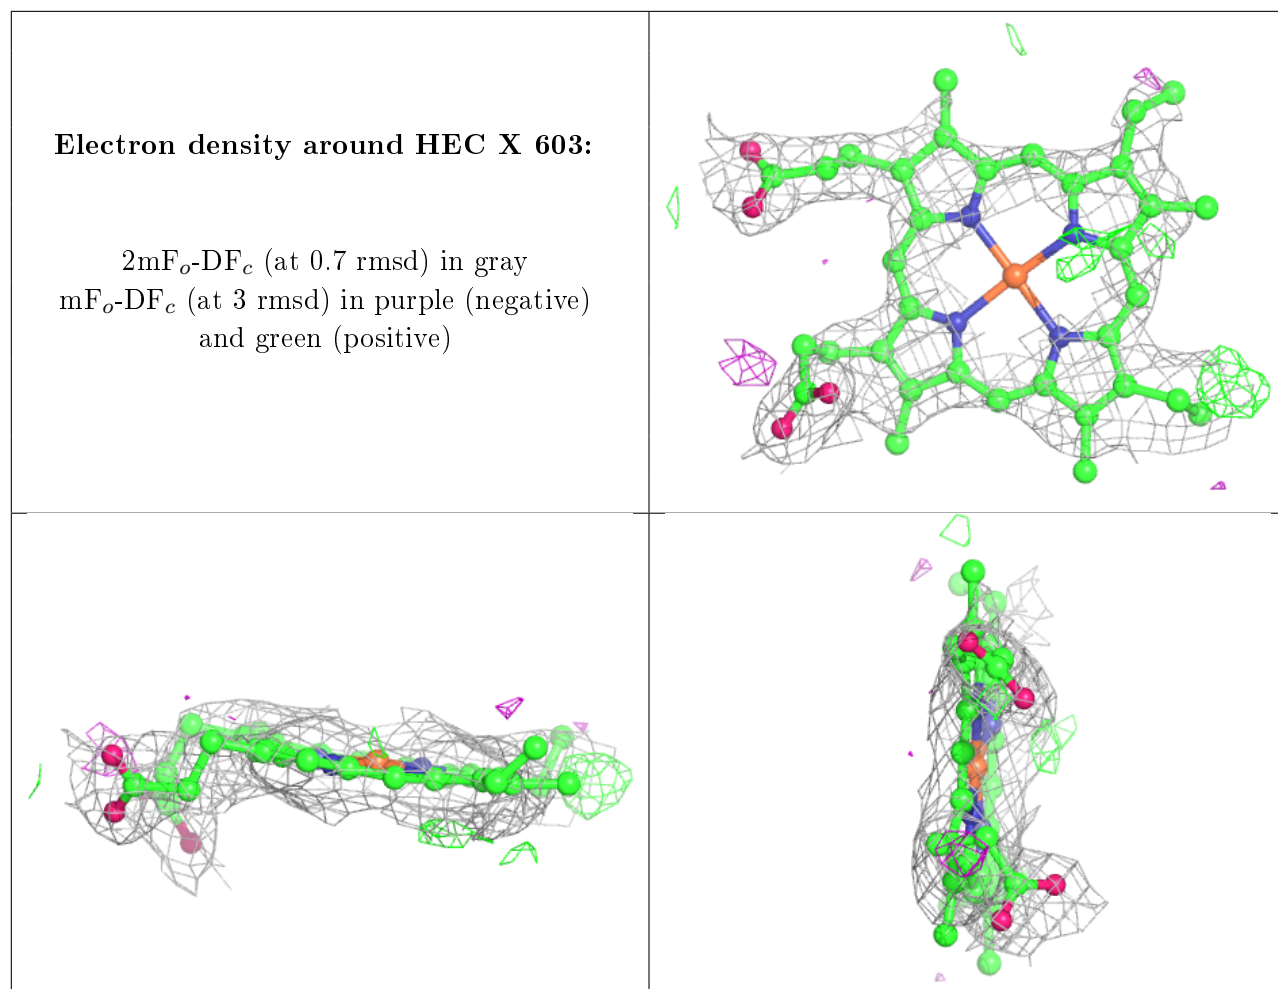 Electron density around HEC X 603:
2mFo-DFc (at 0.7 rmsd) in gray
mFo-DFc (at 3 rmsd) in purple (negative)
and green (positive)